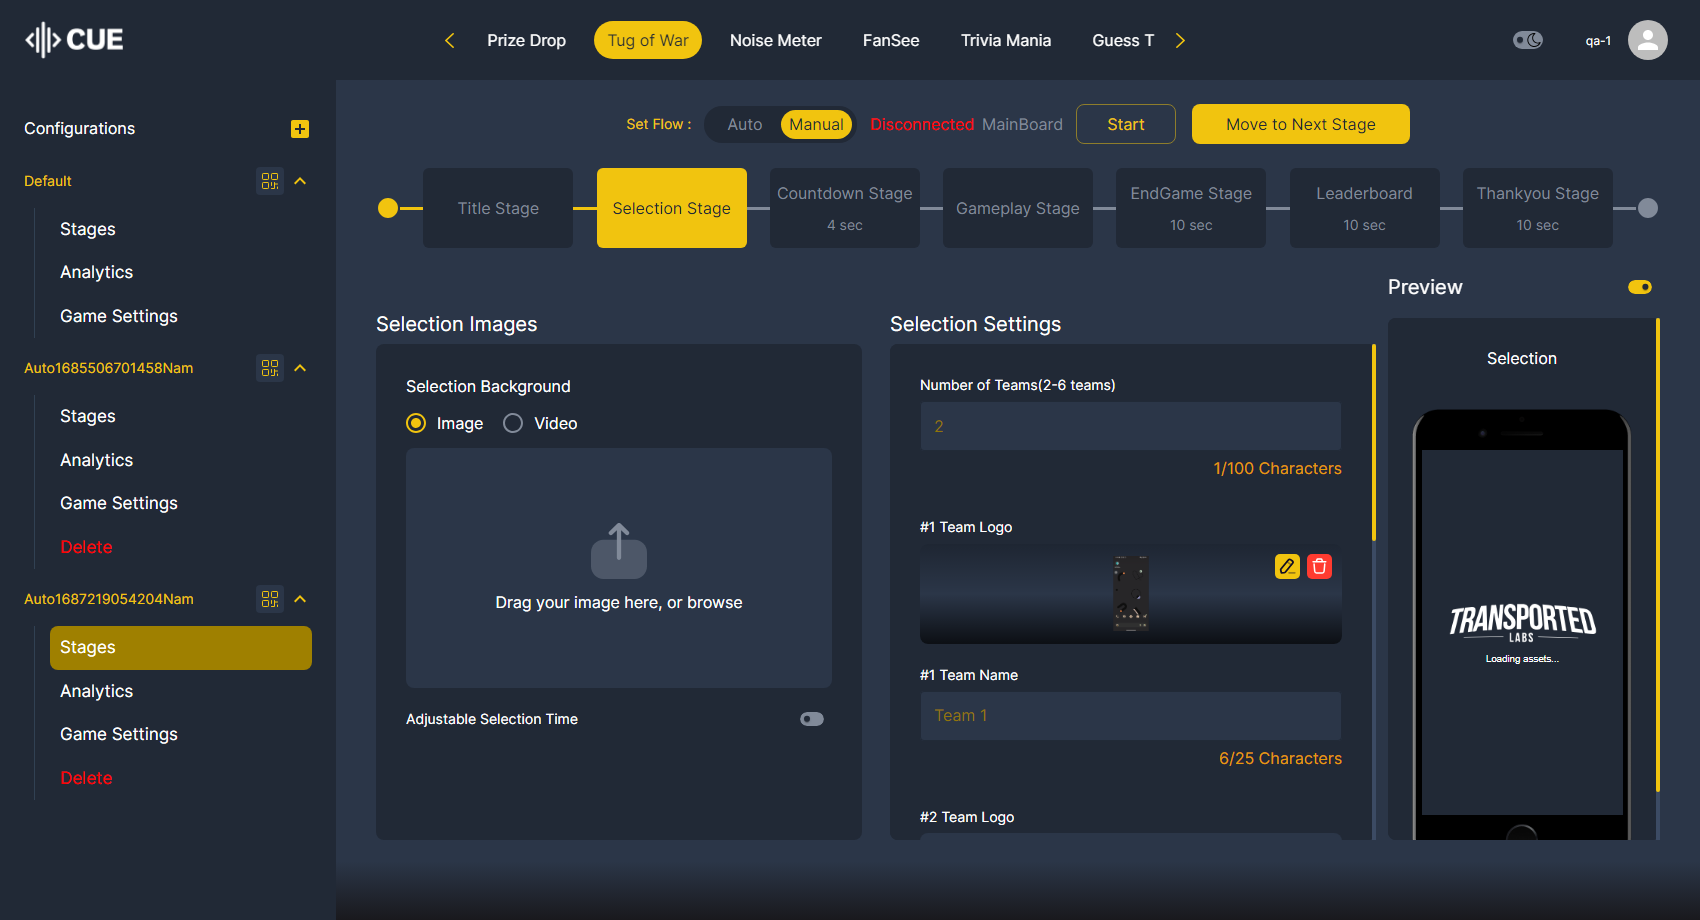 CUE
Prize Drop
Tug of War
Noise Meter
FanSee
Trivia Mania
Guess T
qa-1
Configurations
Default
Stages
Analytics
Game Settings
Auto1685506701458Nam
Stages
Analytics
Game Settings
Delete
Auto1687219054204Nam
Stages
Analytics
Game Settings
Delete
Set Flow :
Auto
Manual
Disconnected MainBoard
Start
Move to Next Stage
Title Stage
Selection Stage
Countdown Stage
4 sec
Gameplay Stage
EndGame Stage
10 sec
Leaderboard
10 sec
Thankyou Stage
10 sec
Selection Images
Selection Background
Image
Video
Drag your image here, or browse
Adjustable Selection Time
Selection Settings
Number of Teams(2-6 teams)
2
1/100 Characters
#1 Team Logo
#1 Team Name
Team 1
6/25 Characters
#2 Team Logo
Preview
Selection
TRANSPORTED
LABS
Loading assets...